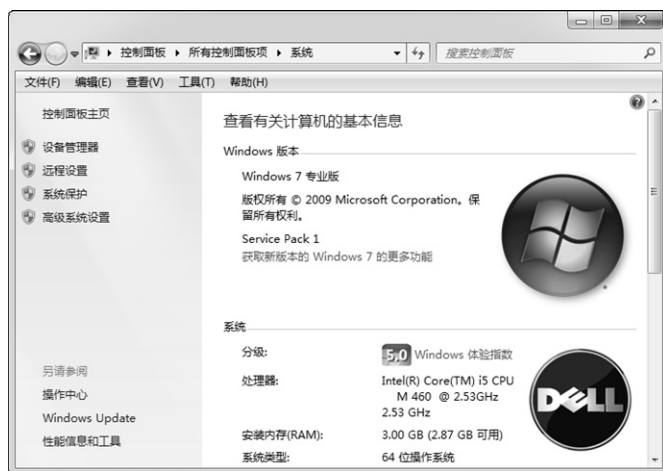 控制面板 ▸ 所有控制面板项 ▸ 系统
搜索控制面板
文件(F) 编辑(E) 查看(V) 工具(T) 帮助(H)
控制面板主页
设备管理器
远程设置
系统保护
高级系统设置
另请参阅
操作中心
Windows Update
性能信息和工具
查看有关计算机的基本信息
Windows 版本
Windows 7 专业版
版权所有 © 2009 Microsoft Corporation。保
留所有权利。
Service Pack 1
获取新版本的 Windows 7 的更多功能
系统
分级: 5.0 Windows 体验指数
处理器: Intel(R) Core(TM) i5 CPU
M 460 @ 2.53GHz
2.53 GHz
安装内存(RAM): 3.00 GB (2.87 GB 可用)
系统类型: 64 位操作系统
DELL